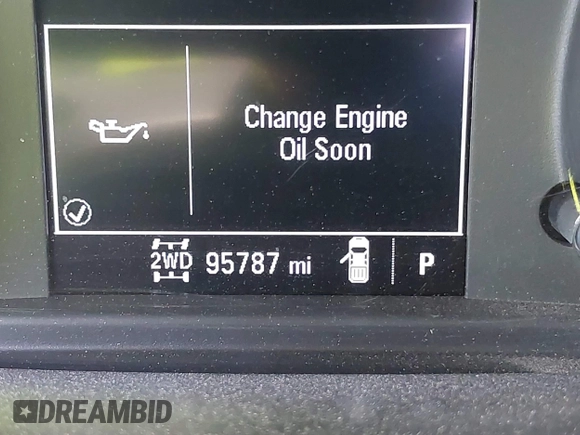 Change Engine
Oil Soon
2WD 95787 mi P
DREAMBID